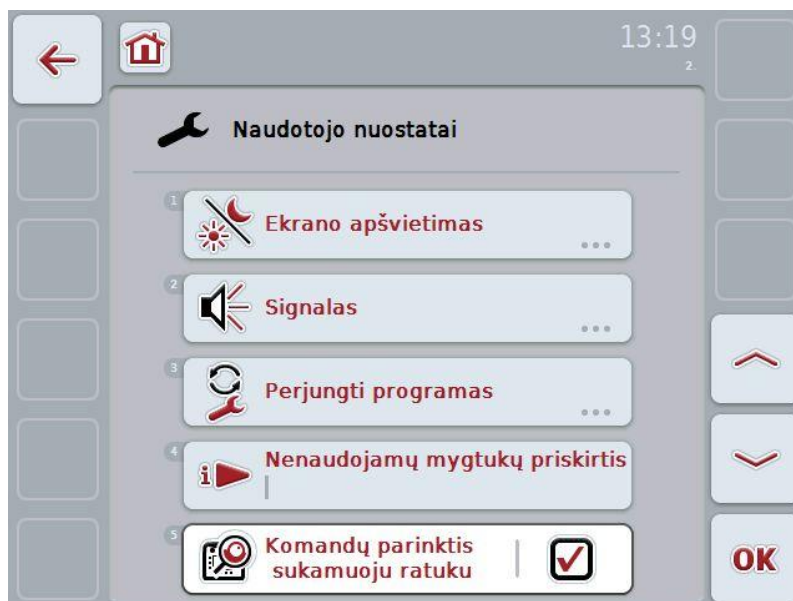 13:19
2.
Naudotojo nuostatai
1
Ekrano apšvietimas
2
Signalas
3
Perjungti programas
4
Nenaudojamų mygtukų priskirtis
i
5
Komandų parinktis
sukamuoju ratuku
OK